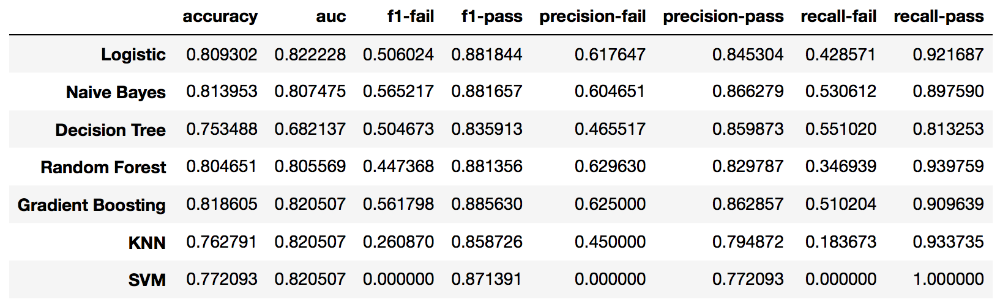 accuracy auc f1-fail f1-pass precision-fail precision-pass recall-fail recall-pass
Logistic 0.809302 0.822228 0.506024 0.881844 0.617647 0.845304 0.428571 0.921687
Naive Bayes 0.813953 0.807475 0.565217 0.881657 0.604651 0.866279 0.530612 0.897590
Decision Tree 0.753488 0.682137 0.504673 0.835913 0.465517 0.859873 0.551020 0.813253
Random Forest 0.804651 0.805569 0.447368 0.881356 0.629630 0.829787 0.346939 0.939759
Gradient Boosting 0.818605 0.820507 0.561798 0.885630 0.625000 0.862857 0.510204 0.909639
KNN 0.762791 0.820507 0.260870 0.858726 0.450000 0.794872 0.183673 0.933735
SVM 0.772093 0.820507 0.000000 0.871391 0.000000 0.772093 0.000000 1.000000